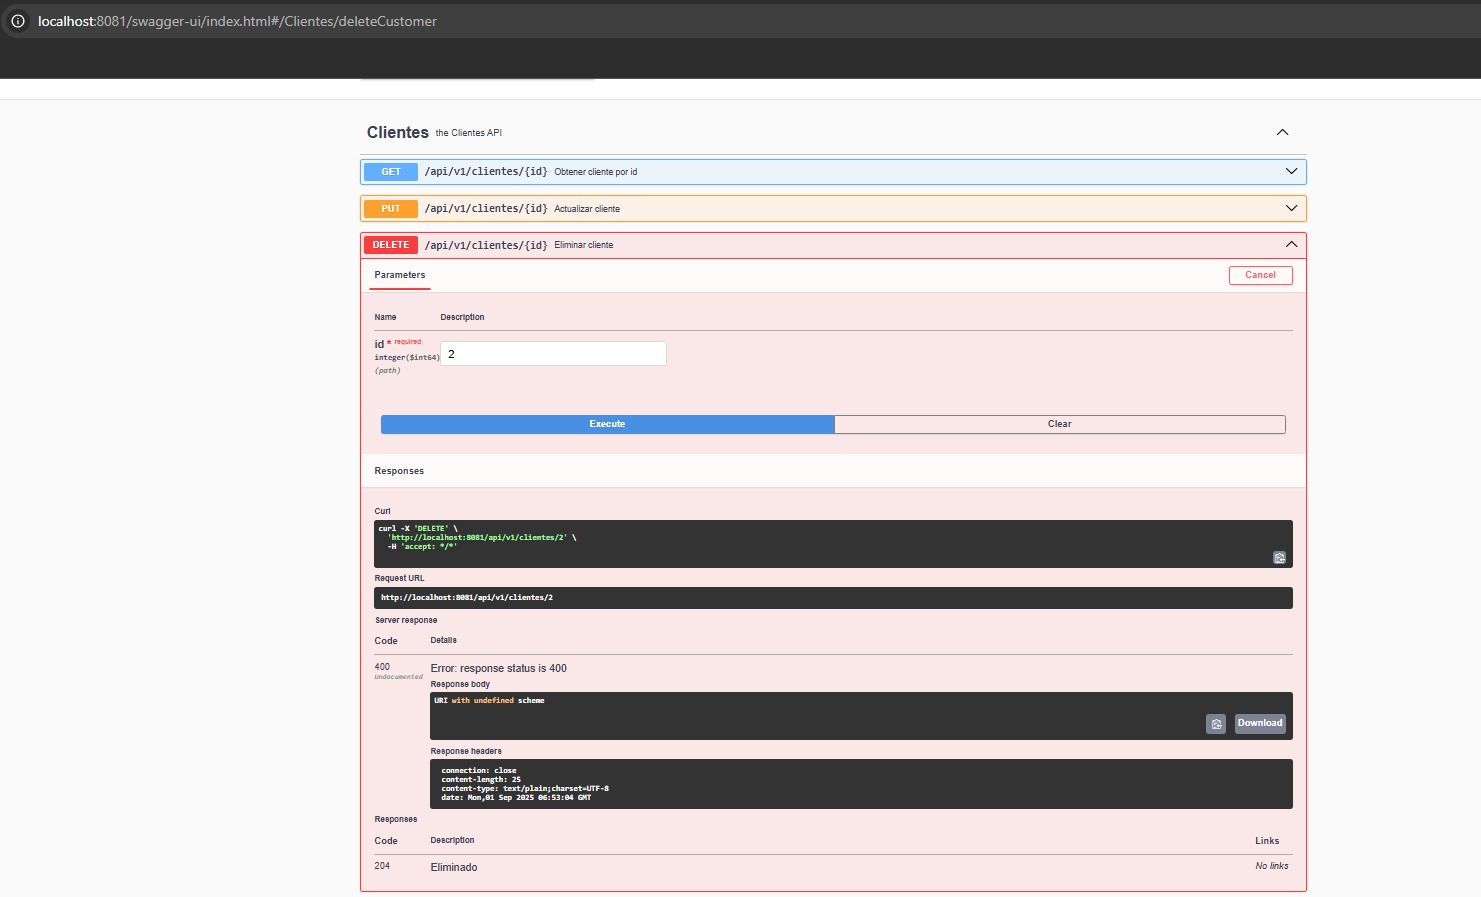 localhost:8081/swagger-ui/index.html#/Clientes/deleteCustomer
Clientes the Clientes API
GET /api/v1/clientes/{id} Obtener cliente por id
PUT /api/v1/clientes/{id} Actualizar cliente
DELETE /api/v1/clientes/{id} Eliminar cliente
Parameters
Cancel
Name Description
id * required
integer($int64)
(path)
2
Execute Clear
Responses
Curl
curl -X 'DELETE' \
'http://localhost:8081/api/v1/clientes/2' \
-H 'accept: */*'
Request URL
http://localhost:8081/api/v1/clientes/2
Server response
Code Details
400
Undocumented
Error: response status is 400
Response body
URI with undefined scheme
Download
Response headers
connection: close
content-length: 25
content-type: text/plain;charset=UTF-8
date: Mon,01 Sep 2025 06:53:04 GMT
Responses
Code Description Links
204 Eliminado No links